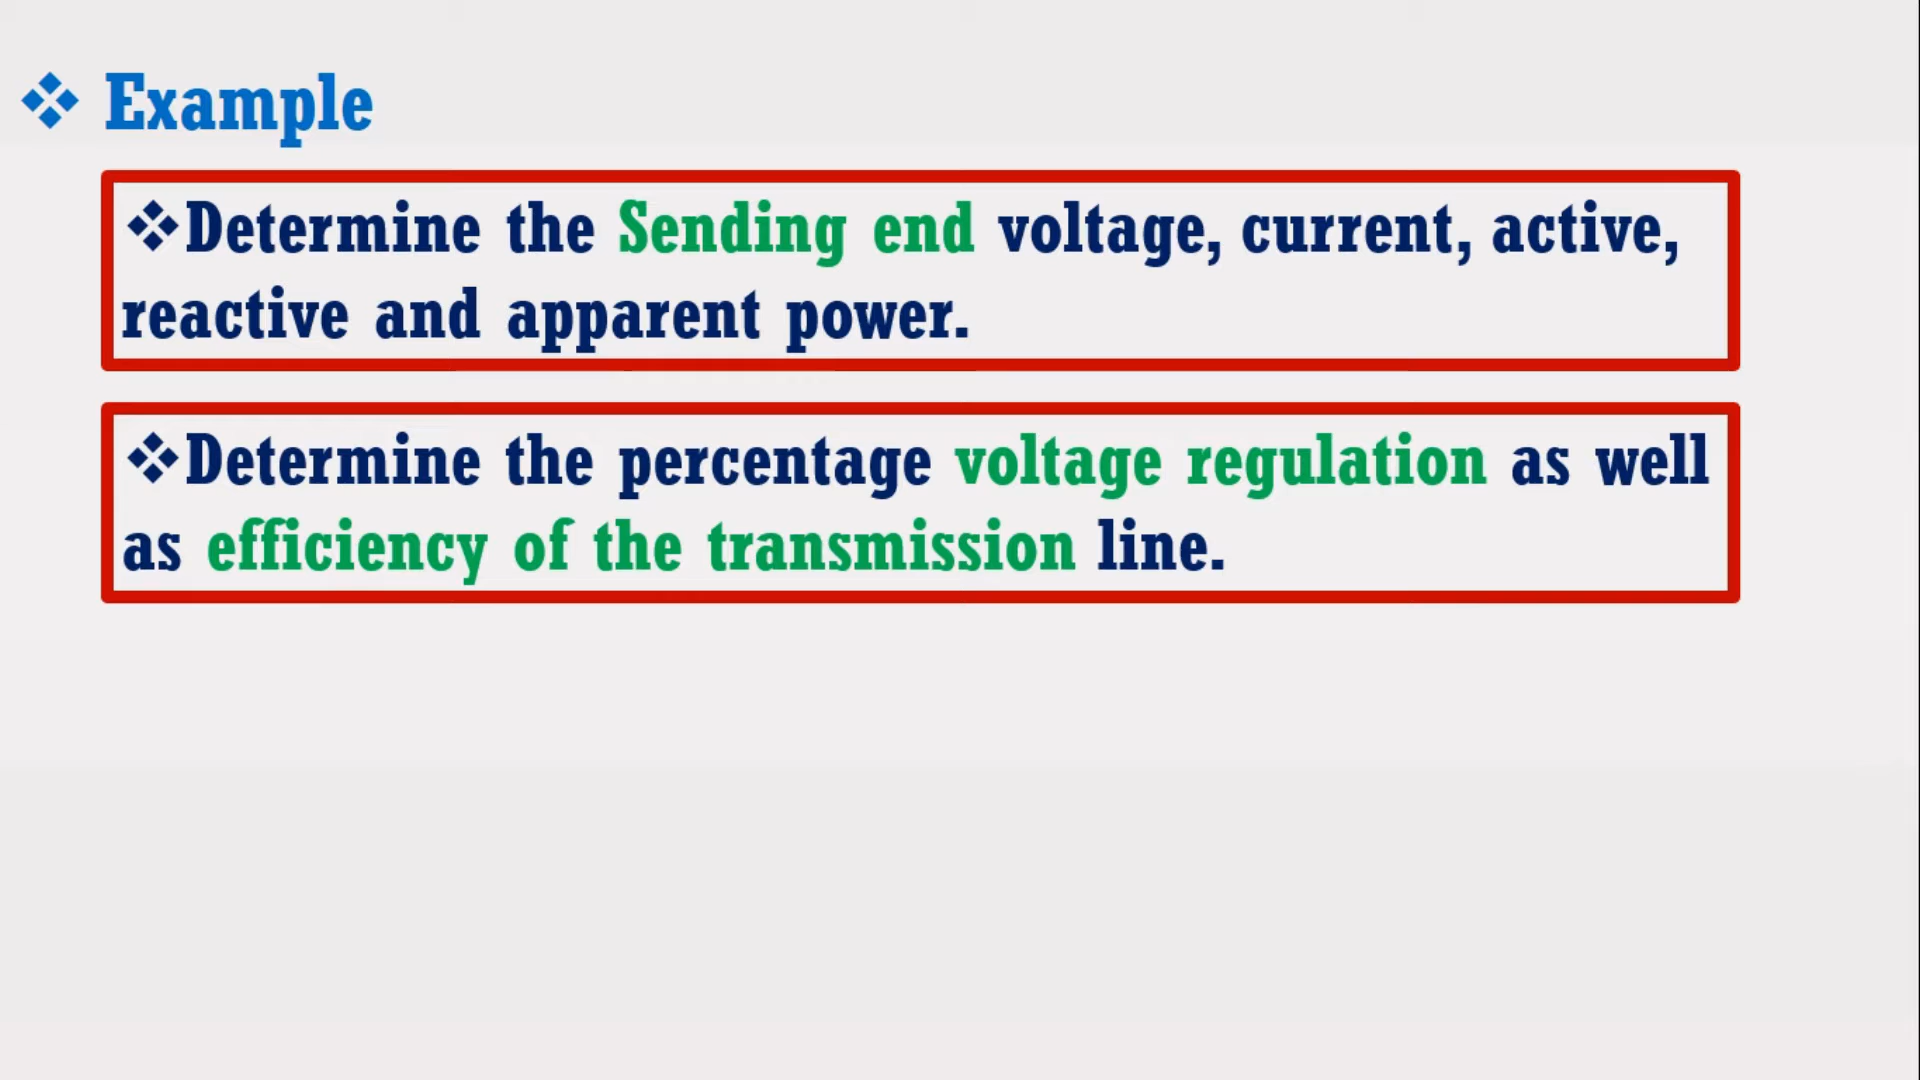 ❖ Example
❖Determine the Sending end voltage, current, active,
reactive and apparent power.
❖Determine the percentage voltage regulation as well
as efficiency of the transmission line.